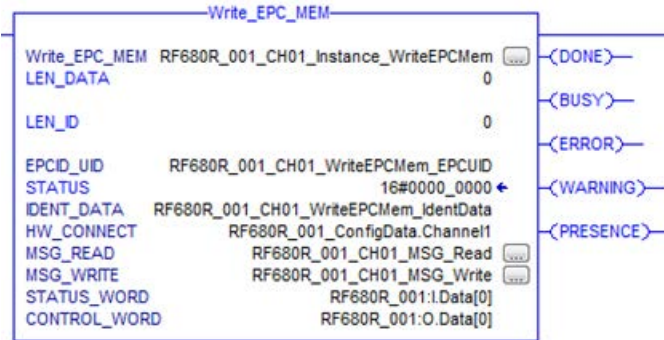 Write_EPC_MEM
Write_EPC_MEM RF680R_001_CH01_Instance_WriteEPCMem ... (DONE)
LEN_DATA 0
(BUSY)
LEN_ID 0
(ERROR)
EPCID_UID RF680R_001_CH01_WriteEPCMem_EPCUID
STATUS 16#0000_0000 (WARNING)
IDENT_DATA RF680R_001_CH01_WriteEPCMem_IdentData
HW_CONNECT RF680R_001_ConfigData.Channel1 (PRESENCE)
MSG_READ RF680R_001_CH01_MSG_Read ...
MSG_WRITE RF680R_001_CH01_MSG_Write ...
STATUS_WORD RF680R_001:I.Data[0]
CONTROL_WORD RF680R_001:O.Data[0]